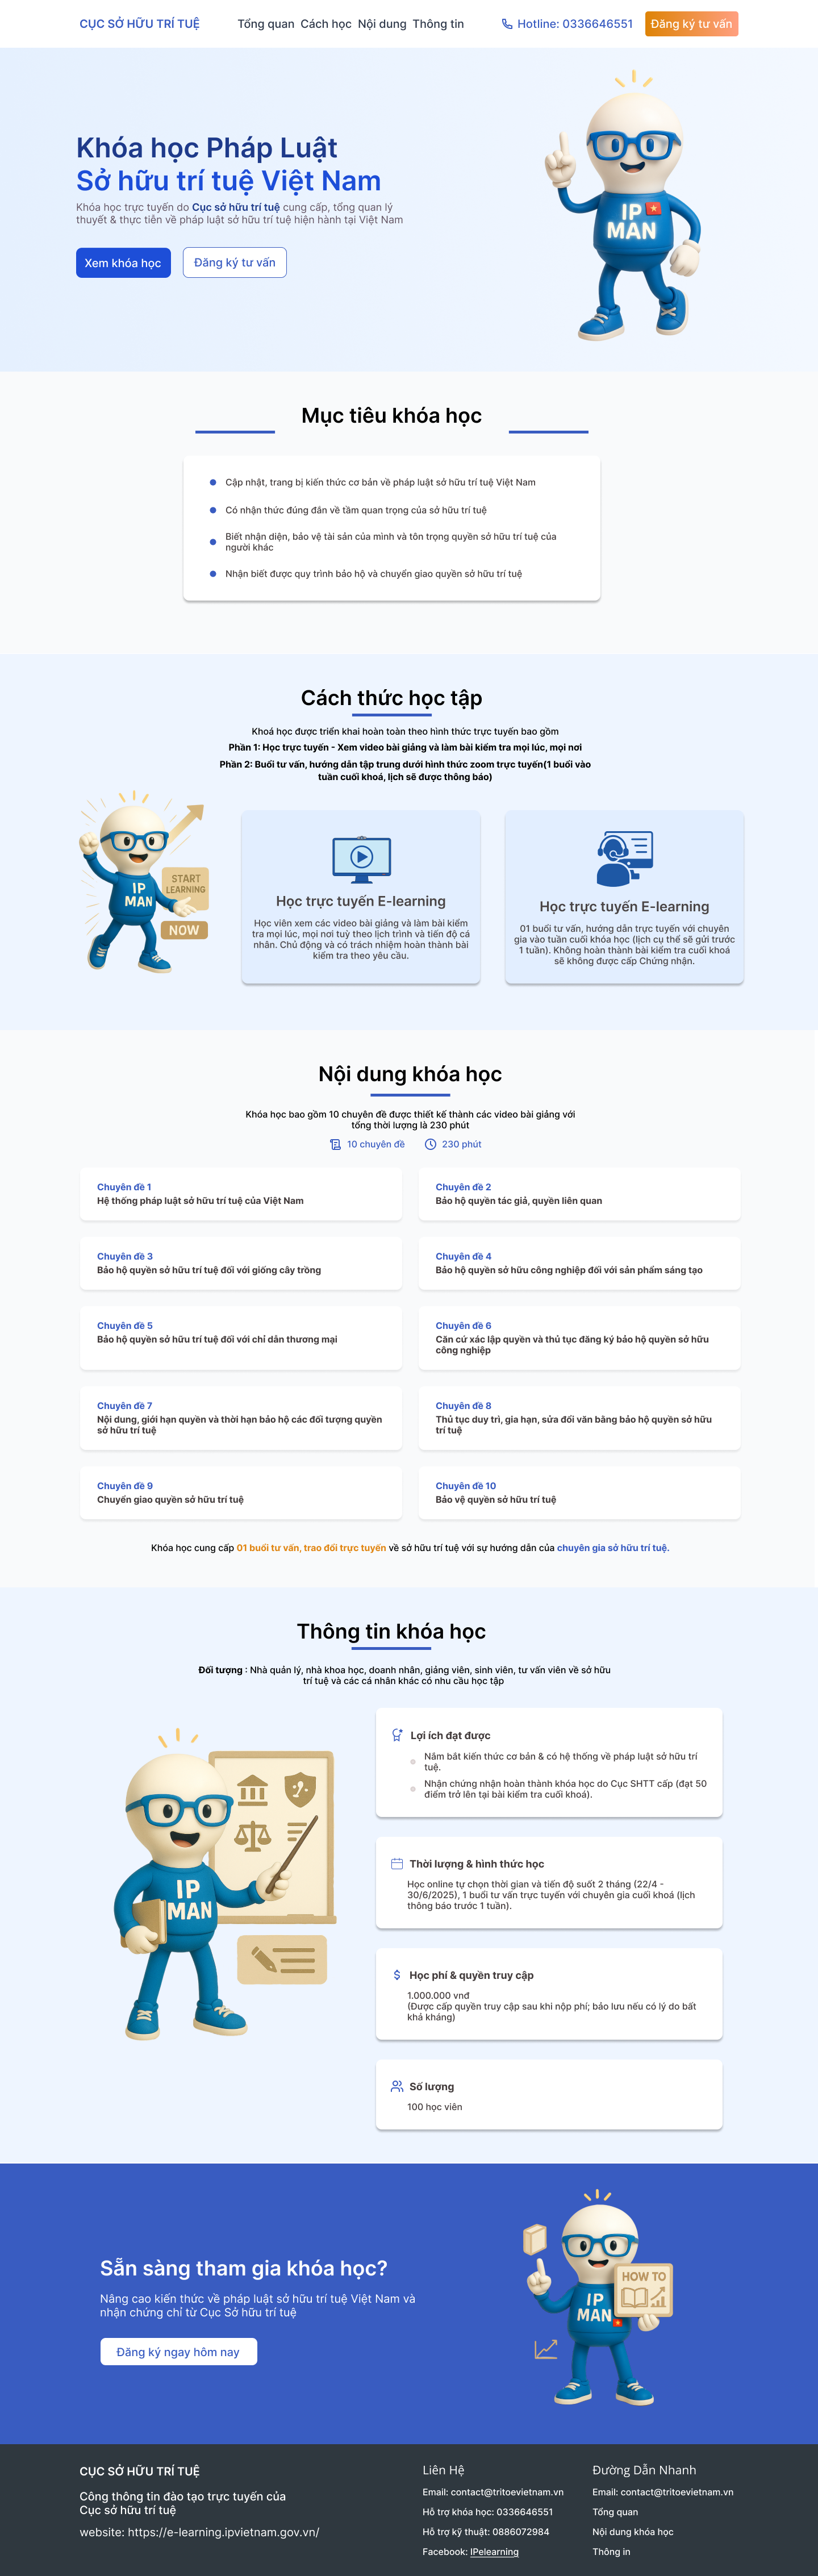 CỤC SỞ HỮU TRÍ TUỆ
Tổng quan Cách học Nội dung Thông tin
Hotline: 0336646551
Đăng ký tư vấn
Khóa học Pháp Luật
Sở hữu trí tuệ Việt Nam
Khóa học trực tuyến do Cục sở hữu trí tuệ cung cấp, tổng quan lý
thuyết & thực tiễn về pháp luật sở hữu trí tuệ hiện hành tại Việt Nam
Xem khóa học
Đăng ký tư vấn
IP
MAN
Mục tiêu khóa học
Cập nhật, trang bị kiến thức cơ bản về pháp luật sở hữu trí tuệ Việt Nam
Có nhận thức đúng đắn về tầm quan trọng của sở hữu trí tuệ
Biết nhận diện, bảo vệ tài sản của mình và tôn trọng quyền sở hữu trí tuệ của
người khác
Nhận biết được quy trình bảo hộ và chuyển giao quyền sở hữu trí tuệ
Cách thức học tập
Khoá học được triển khai hoàn toàn theo hình thức trực tuyến bao gồm
Phần 1: Học trực tuyến - Xem video bài giảng và làm bài kiểm tra mọi lúc, mọi nơi
Phần 2: Buổi tư vấn, hướng dẫn tập trung dưới hình thức zoom trực tuyến(1 buổi vào
tuần cuối khoá, lịch sẽ được thông báo)
IP
MAN
START
LEARNING
NOW
Học trực tuyến E-learning
Học viên xem các video bài giảng và làm bài kiểm
tra mọi lúc, mọi nơi tuỳ theo lịch trình và tiến độ cá
nhân. Chủ động và có trách nhiệm hoàn thành bài
kiểm tra theo yêu cầu.
Học trực tuyến E-learning
01 buổi tư vấn, hướng dẫn trực tuyến với chuyên
gia vào tuần cuối khóa học (lịch cụ thể sẽ gửi trước
1 tuần). Không hoàn thành bài kiểm tra cuối khoá
sẽ không được cấp Chứng nhận.
Nội dung khóa học
Khóa học bao gồm 10 chuyên đề được thiết kế thành các video bài giảng với
tổng thời lượng là 230 phút
10 chuyên đề
230 phút
Chuyên đề 1
Hệ thống pháp luật sở hữu trí tuệ của Việt Nam
Chuyên đề 2
Bảo hộ quyền tác giả, quyền liên quan
Chuyên đề 3
Bảo hộ quyền sở hữu trí tuệ đối với giống cây trồng
Chuyên đề 4
Bảo hộ quyền sở hữu công nghiệp đối với sản phẩm sáng tạo
Chuyên đề 5
Bảo hộ quyền sở hữu trí tuệ đối với chỉ dẫn thương mại
Chuyên đề 6
Căn cứ xác lập quyền và thủ tục đăng ký bảo hộ quyền sở hữu
công nghiệp
Chuyên đề 7
Nội dung, giới hạn quyền và thời hạn bảo hộ các đối tượng quyền
sở hữu trí tuệ
Chuyên đề 8
Thủ tục duy trì, gia hạn, sửa đổi văn bằng bảo hộ quyền sở hữu
trí tuệ
Chuyên đề 9
Chuyển giao quyền sở hữu trí tuệ
Chuyên đề 10
Bảo vệ quyền sở hữu trí tuệ
Khóa học cung cấp 01 buổi tư vấn, trao đổi trực tuyến về sở hữu trí tuệ với sự hướng dẫn của chuyên gia sở hữu trí tuệ.
Thông tin khóa học
Đối tượng : Nhà quản lý, nhà khoa học, doanh nhân, giảng viên, sinh viên, tư vấn viên về sở hữu
trí tuệ và các cá nhân khác có nhu cầu học tập
IP
MAN
Lợi ích đạt được
Nắm bắt kiến thức cơ bản & có hệ thống về pháp luật sở hữu trí
tuệ.
Nhận chứng nhận hoàn thành khóa học do Cục SHTT cấp (đạt 50
điểm trở lên tại bài kiểm tra cuối khoá).
Thời lượng & hình thức học
Học online tự chọn thời gian và tiến độ suốt 2 tháng (22/4 -
30/6/2025), 1 buổi tư vấn trực tuyến với chuyên gia cuối khoá (lịch
thông báo trước 1 tuần).
Học phí & quyền truy cập
1.000.000 vnđ
(Được cấp quyền truy cập sau khi nộp phí; bảo lưu nếu có lý do bất
khả kháng)
Số lượng
100 học viên
Sẵn sàng tham gia khóa học?
Nâng cao kiến thức về pháp luật sở hữu trí tuệ Việt Nam và
nhận chứng chỉ từ Cục Sở hữu trí tuệ
Đăng ký ngay hôm nay
HOW TO
IP
MAN
CỤC SỞ HỮU TRÍ TUỆ
Công thông tin đào tạo trực tuyến của
Cục sở hữu trí tuệ
website: https://e-learning.ipvietnam.gov.vn/
Liên Hệ
Email: contact@tritoevietnam.vn
Hỗ trợ khóa học: 0336646551
Hỗ trợ kỹ thuật: 0886072984
Facebook: IPelearning
Đường Dẫn Nhanh
Email: contact@tritoevietnam.vn
Tổng quan
Nội dung khóa học
Thông in